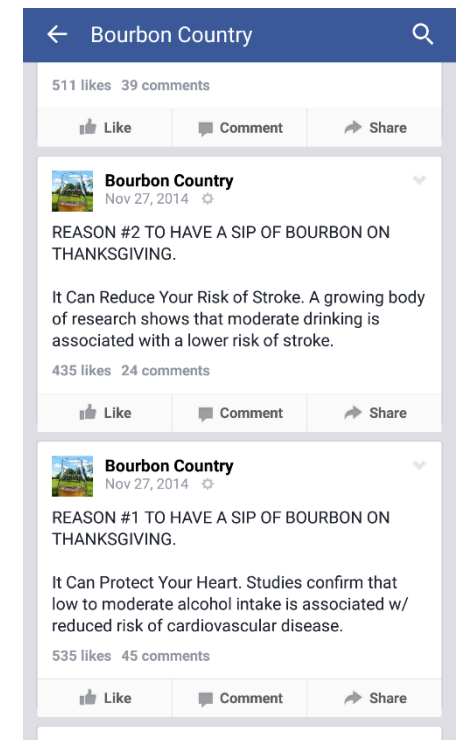 Bourbon Country
511 likes 39 comments
Like Comment Share
Bourbon Country
Nov 27, 2014
REASON #2 TO HAVE A SIP OF BOURBON ON
THANKSGIVING.
It Can Reduce Your Risk of Stroke. A growing body
of research shows that moderate drinking is
associated with a lower risk of stroke.
435 likes 24 comments
Like Comment Share
Bourbon Country
Nov 27, 2014
REASON #1 TO HAVE A SIP OF BOURBON ON
THANKSGIVING.
It Can Protect Your Heart. Studies confirm that
low to moderate alcohol intake is associated w/
reduced risk of cardiovascular disease.
535 likes 45 comments
Like Comment Share